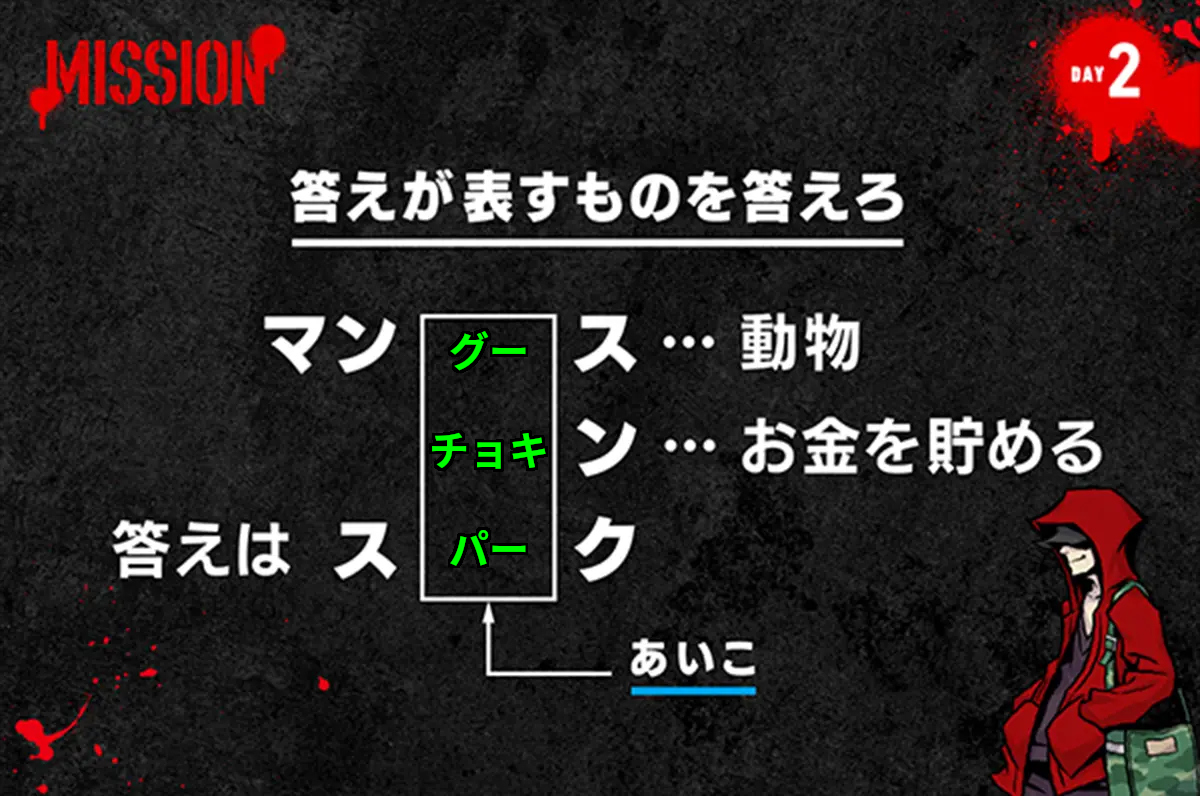 MISSION
DAY 2
答えが表すものを答えろ
マン グー ス … 動物
チョキ ン … お金を貯める
答えは ス パー ク
あいこ